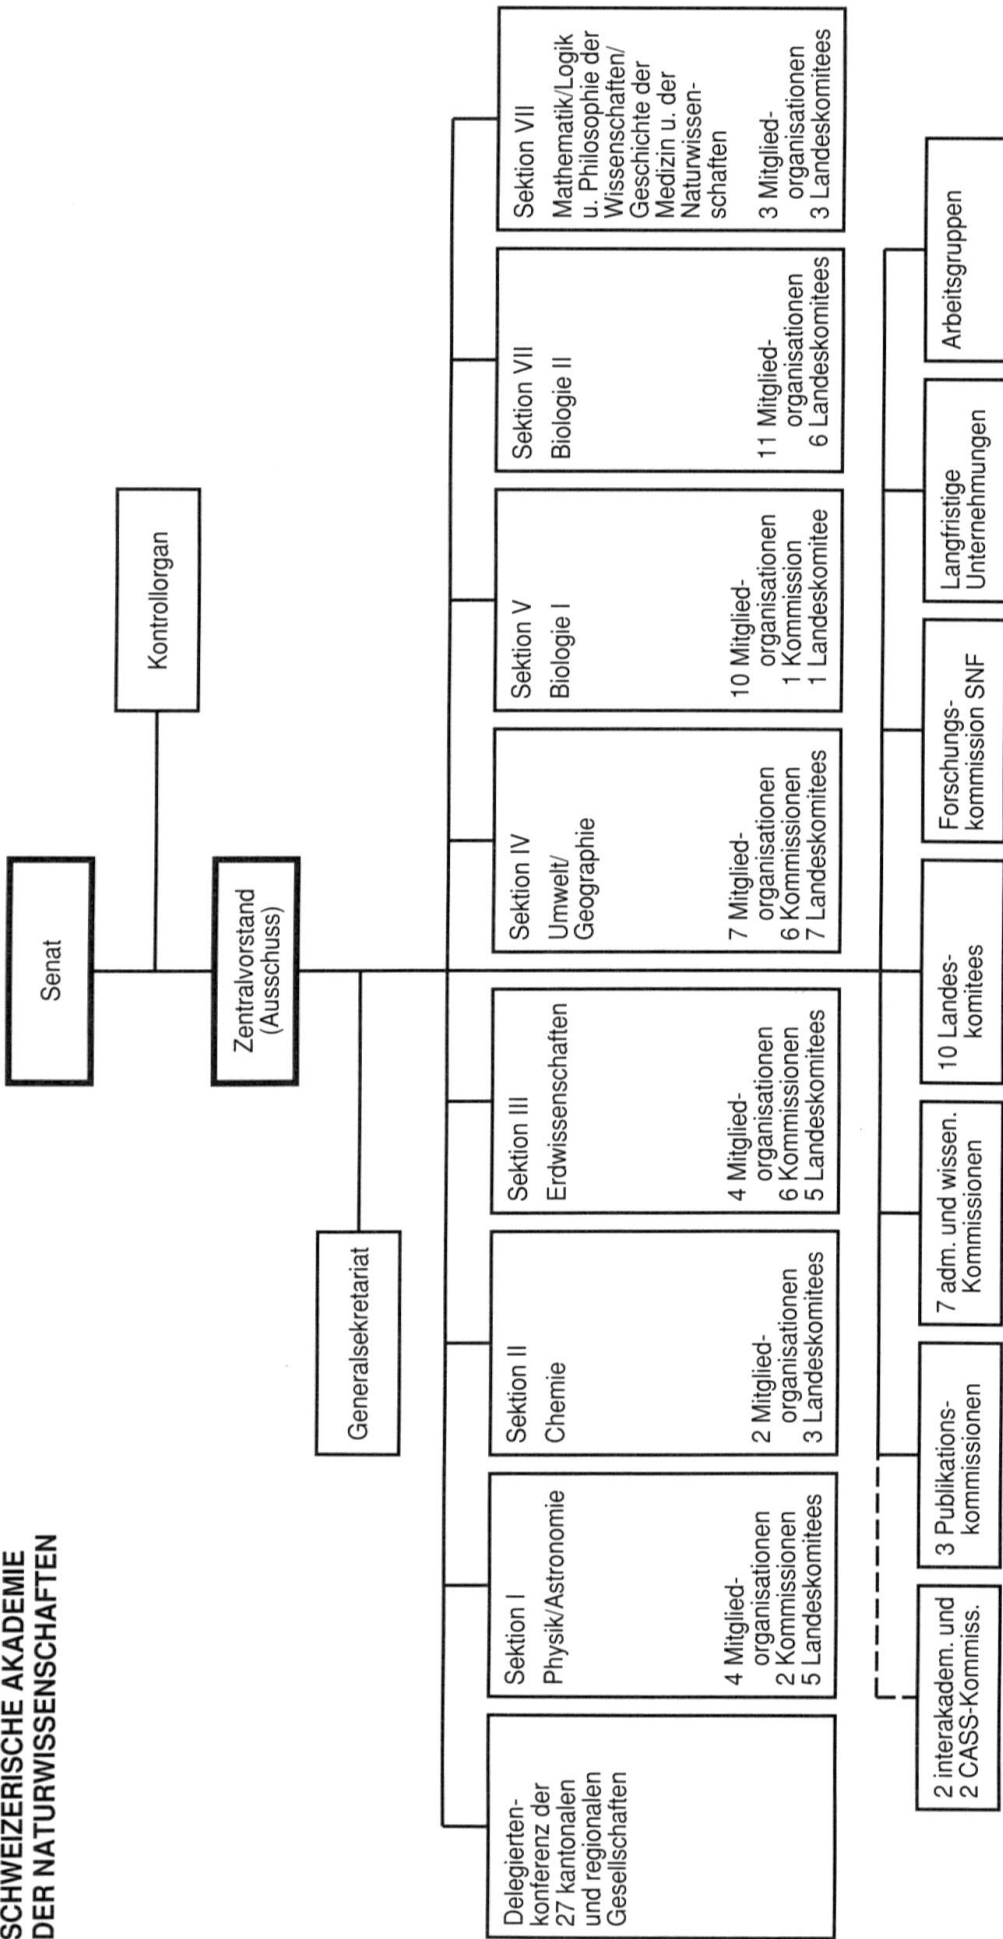 SCHWEIZERISCHE AKADEMIE
DER NATURWISSENSCHAFTEN
Senat
Kontrollorgan
Zentralvorstand
(Ausschuss)
Generalsekretariat
Delegierten-
konferenz der
27 kantonalen
und regionalen
Gesellschaften
Sektion I
Physik/Astronomie
4 Mitglied-
organisationen
2 Kommissionen
5 Landeskomitees
Sektion II
Chemie
2 Mitglied-
organisationen
3 Landeskomitees
Sektion III
Erdwissenschaften
4 Mitglied-
organisationen
6 Kommissionen
5 Landeskomitees
Sektion IV
Umwelt/
Geographie
7 Mitglied-
organisationen
6 Kommissionen
7 Landeskomitees
Sektion V
Biologie I
10 Mitglied-
organisationen
1 Kommission
1 Landeskomitee
Sektion VII
Biologie II
11 Mitglied-
organisationen
6 Landeskomitees
Sektion VII
Mathematik/Logik
u. Philosophie der
Wissenschaften/
Geschichte der
Medizin u. der
Naturwissen-
schaften
3 Mitglied-
organisationen
3 Landeskomitees
2 interakadem. und
2 CASS-Kommiss.
3 Publikations-
kommissionen
7 adm. und wissen.
Kommissionen
10 Landes-
komitees
Forschungs-
kommission SNF
Langfristige
Unternehmungen
Arbeitsgruppen